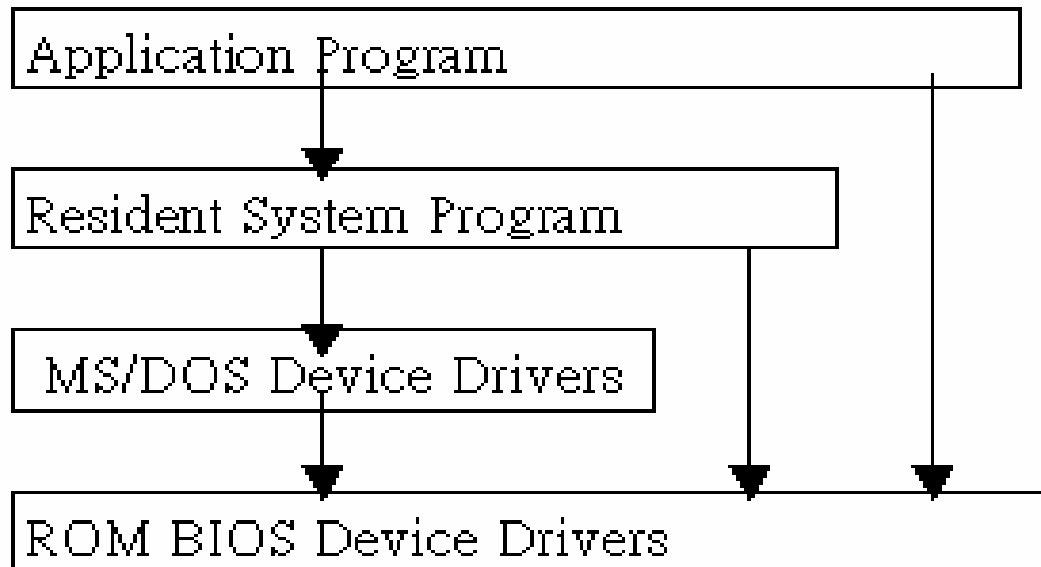 Application Program
Resident System Program
MS/DOS Device Drivers
ROM BIOS Device Drivers